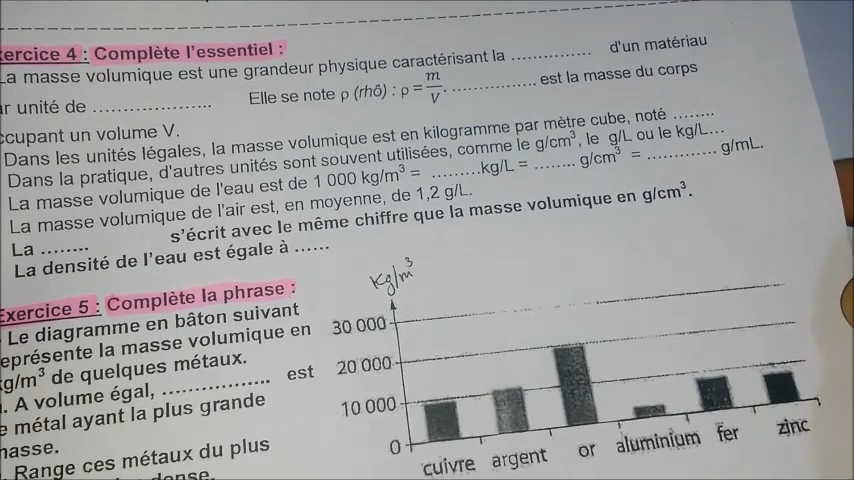 xercice 4 : Complète l'essentiel :
La masse volumique est une grandeur physique caractérisant la …………… d'un matériau
ar unité de ………………… Elle se note ρ (rhô) : ρ = m/V. …………… est la masse du corps
ccupant un volume V.
Dans les unités légales, la masse volumique est en kilogramme par mètre cube, noté ……..
Dans la pratique, d'autres unités sont souvent utilisées, comme le g/cm³, le g/L ou le kg/L…
La masse volumique de l'eau est de 1 000 kg/m³ = ………kg/L = …….. g/cm³ = …………. g/mL.
La masse volumique de l'air est, en moyenne, de 1,2 g/L.
La …….. s'écrit avec le même chiffre que la masse volumique en g/cm³.
La densité de l'eau est égale à ……
Exercice 5 : Complète la phrase :
Le diagramme en bâton suivant
eprésente la masse volumique en
kg/m³ de quelques métaux.
. A volume égal, …………….. est
e métal ayant la plus grande
masse.
Range ces métaux du plus
dense.
Kg/m³
30 000
20 000
10 000
0
cuivre argent or aluminium fer zinc